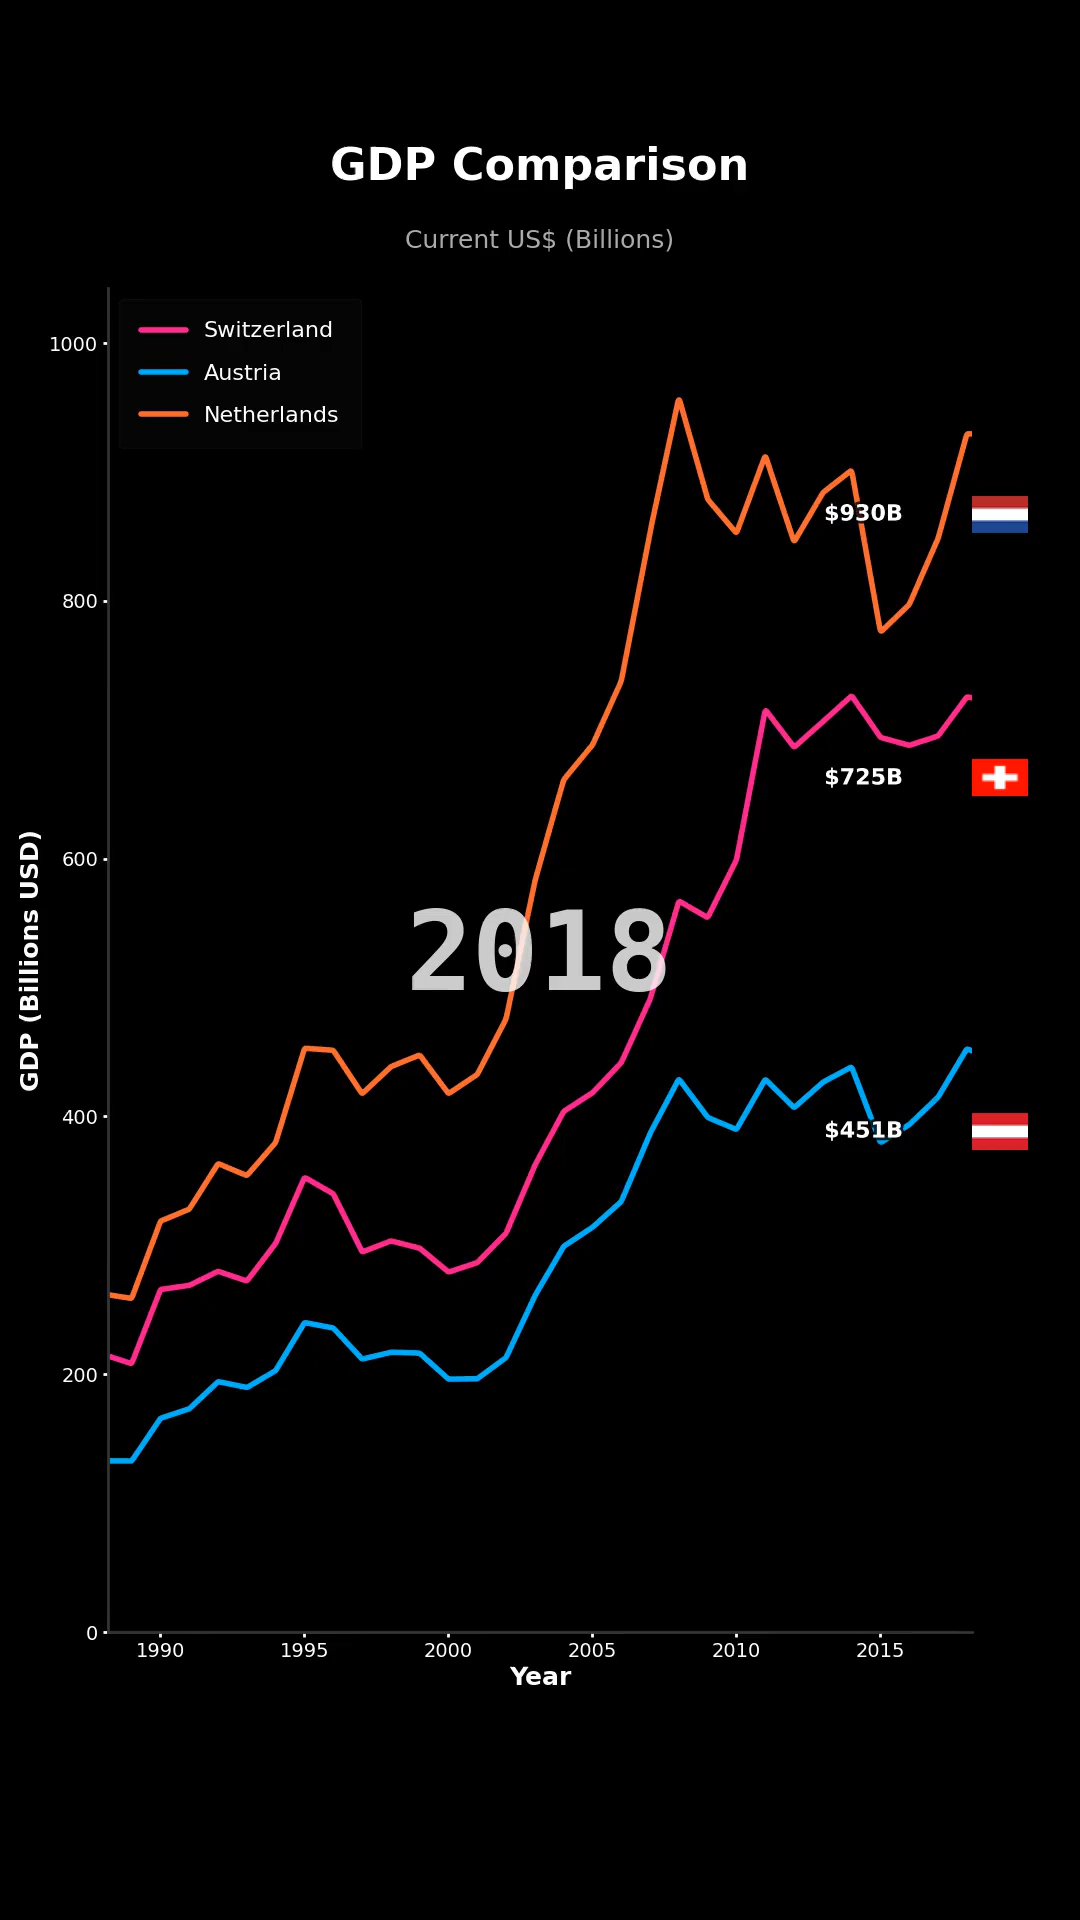 GDP Comparison
Current US$ (Billions)
Switzerland
Austria
Netherlands
1000
800
600
400
200
0
GDP (Billions USD)
$930B
$725B
2018
$451B
1990
1995
2000
2005
2010
2015
Year